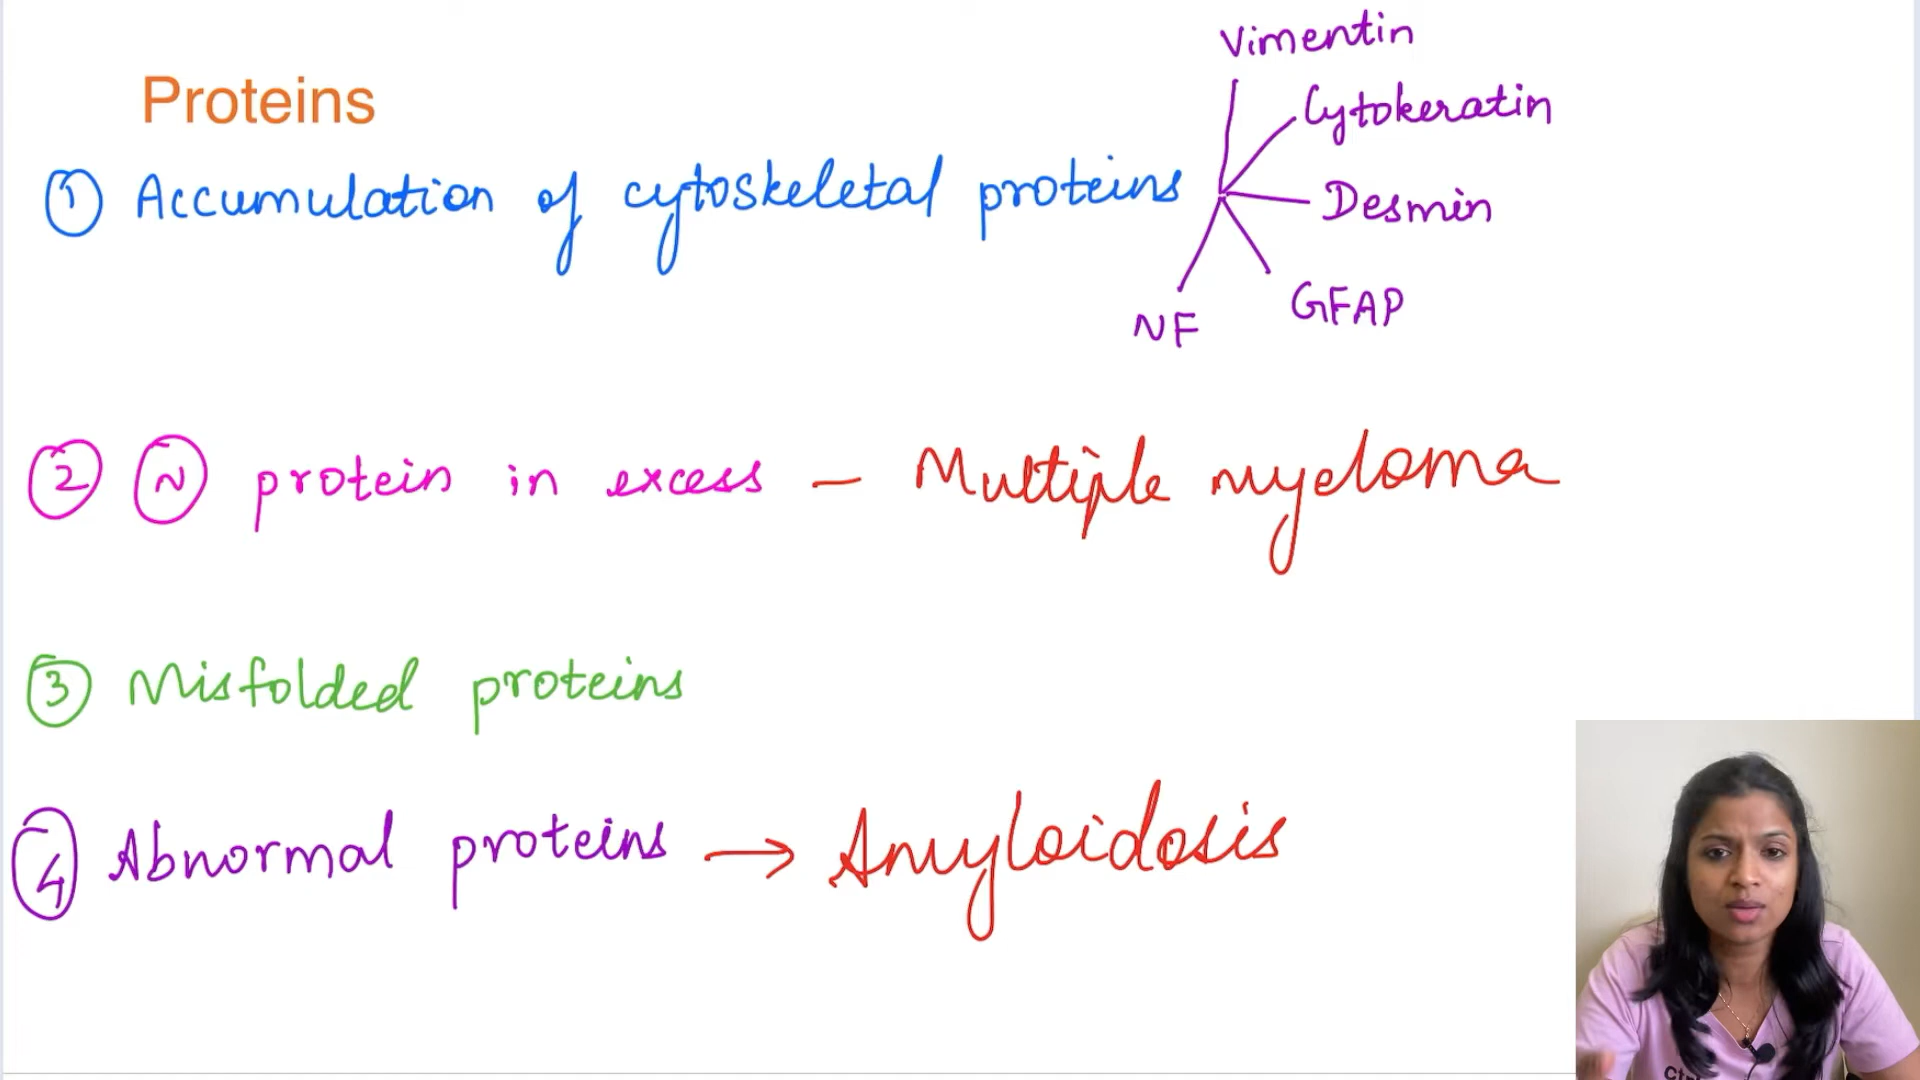 Vimentin
Proteins
Cytokeratin
① Accumulation of cytoskeletal proteins
Desmin
GFAP
NF
② Ⓝ protein in excess – Multiple myeloma
③ Misfolded proteins
④ Abnormal proteins → Amyloidosis